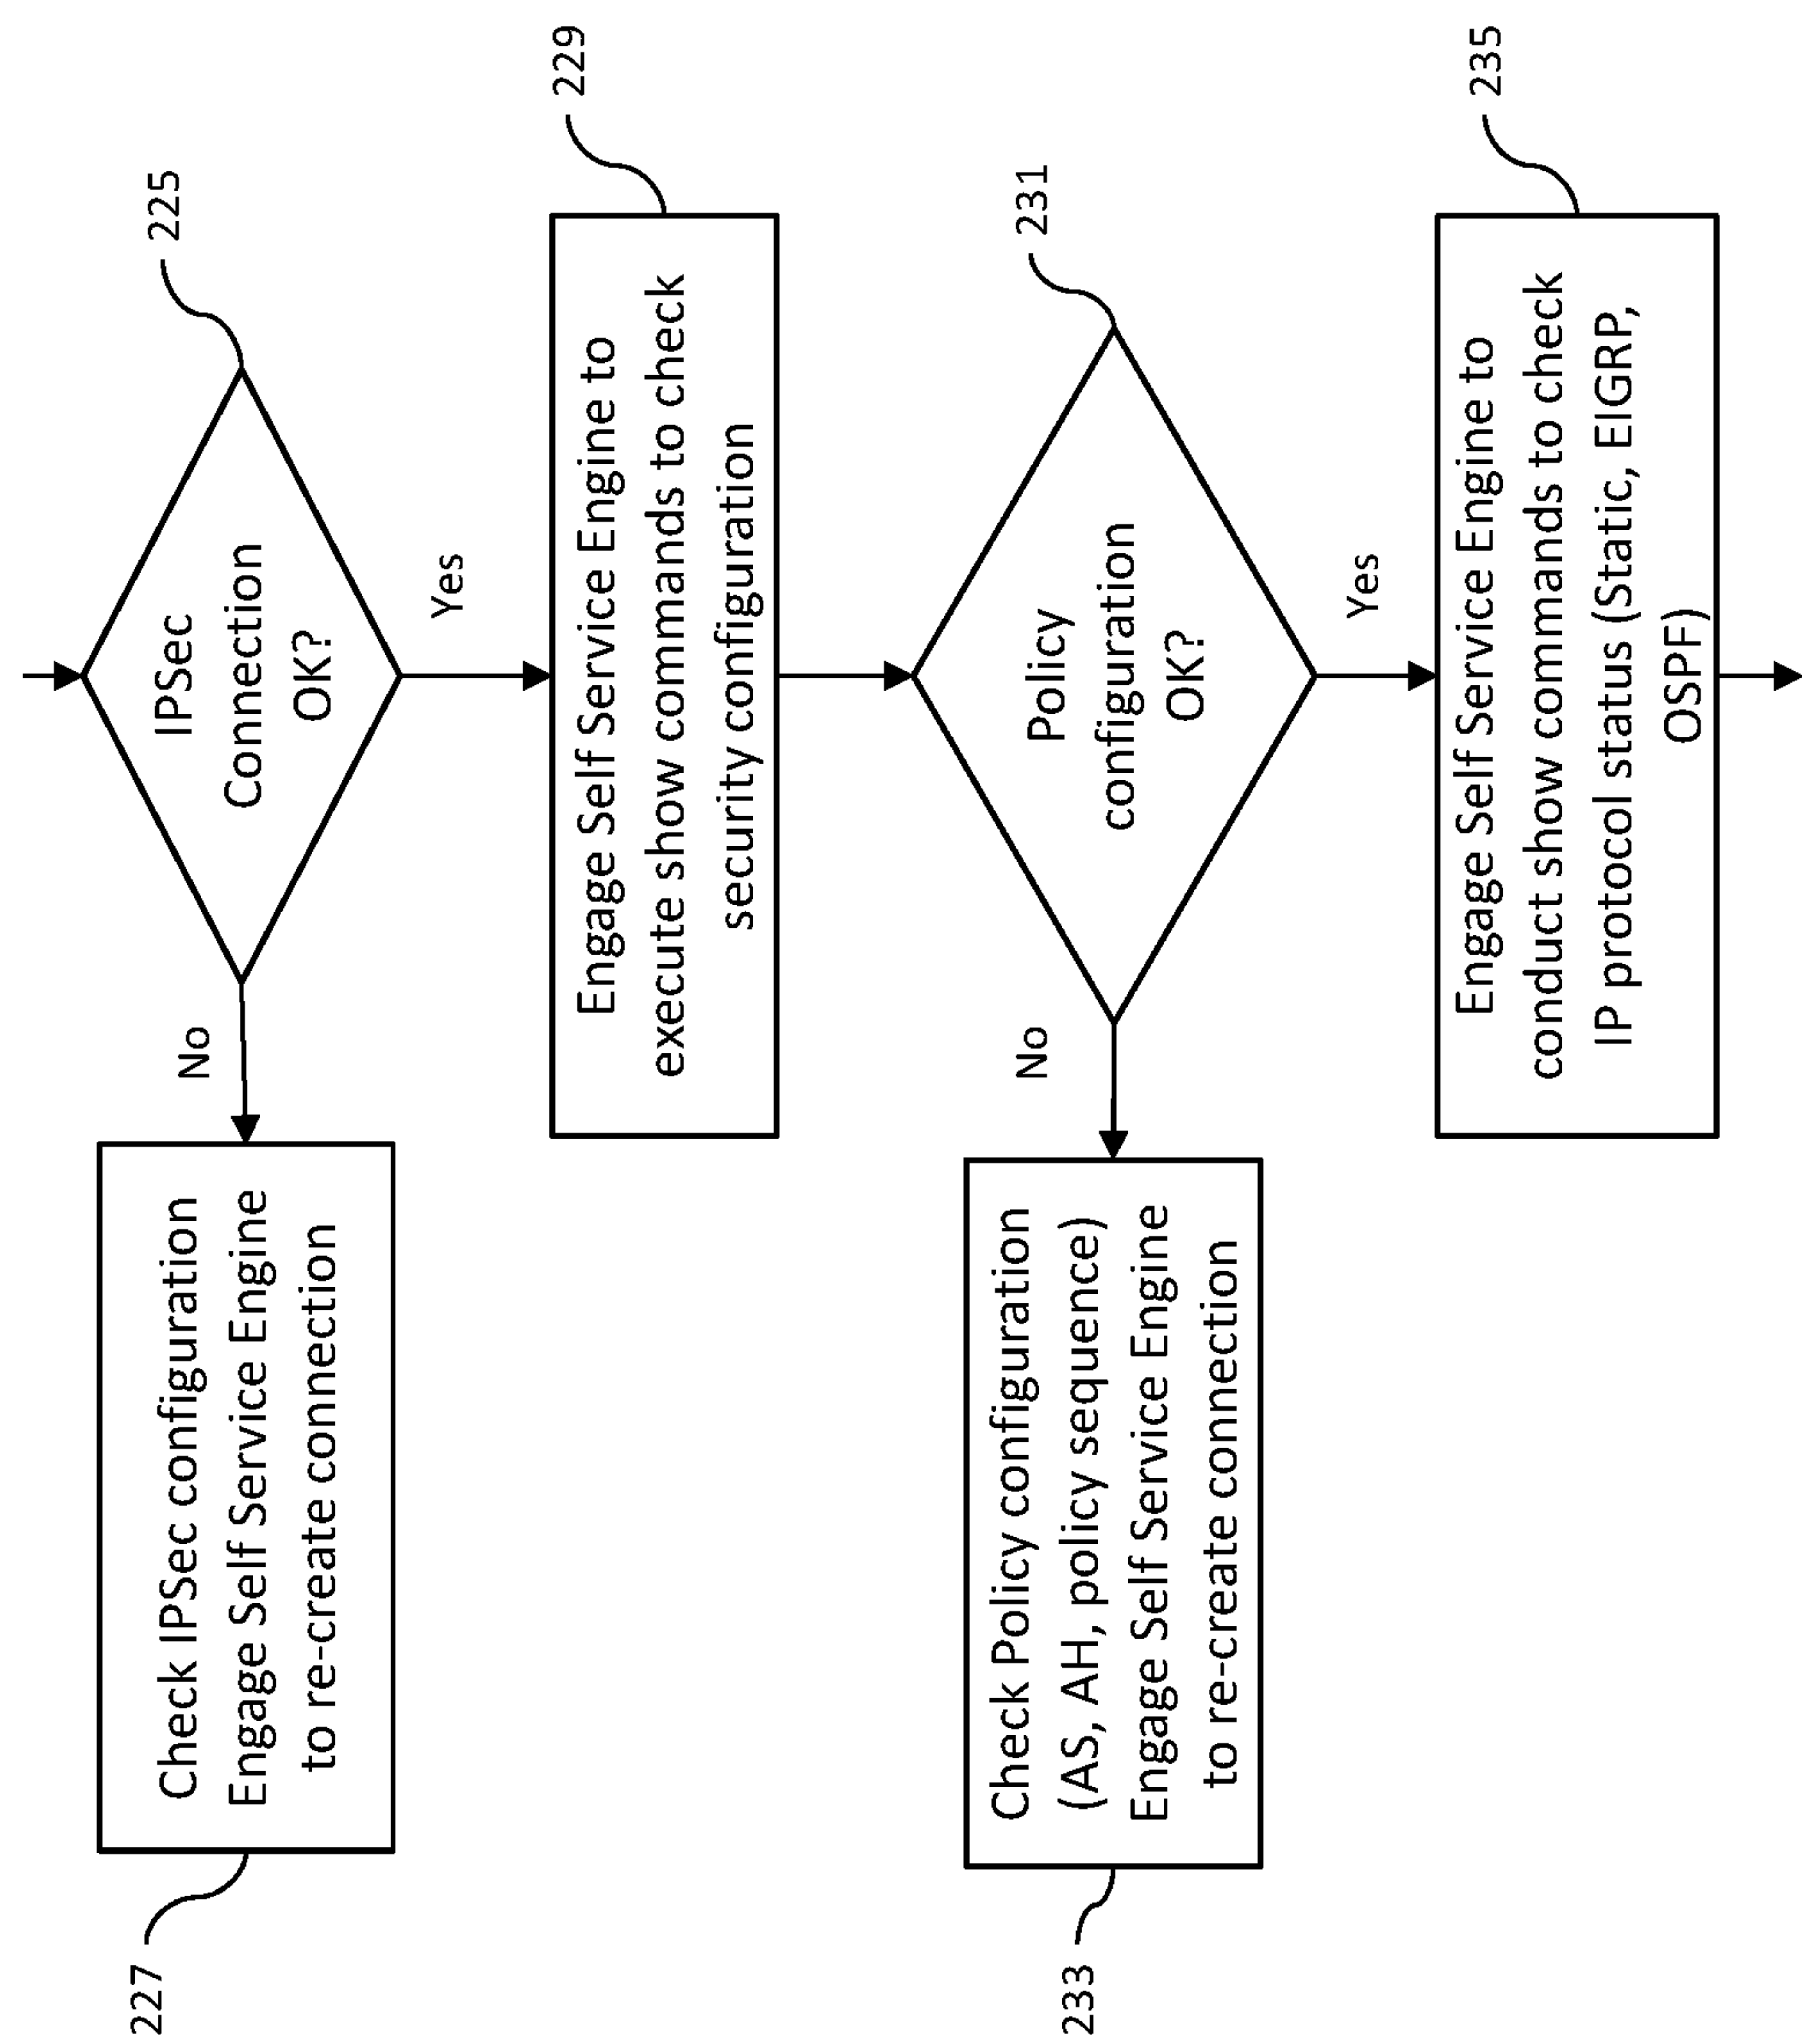 225
IPSec
Connection
OK?
No
Yes
227
Check IPSec configuration
Engage Self Service Engine
to re-create connection
229
Engage Self Service Engine to
execute show commands to check
security configuration
231
Policy
configuration
OK?
No
Yes
233
Check Policy configuration
(AS, AH, policy sequence)
Engage Self Service Engine
to re-create connection
235
Engage Self Service Engine to
conduct show commands to check
IP protocol status (Static, EIGRP,
OSPF)